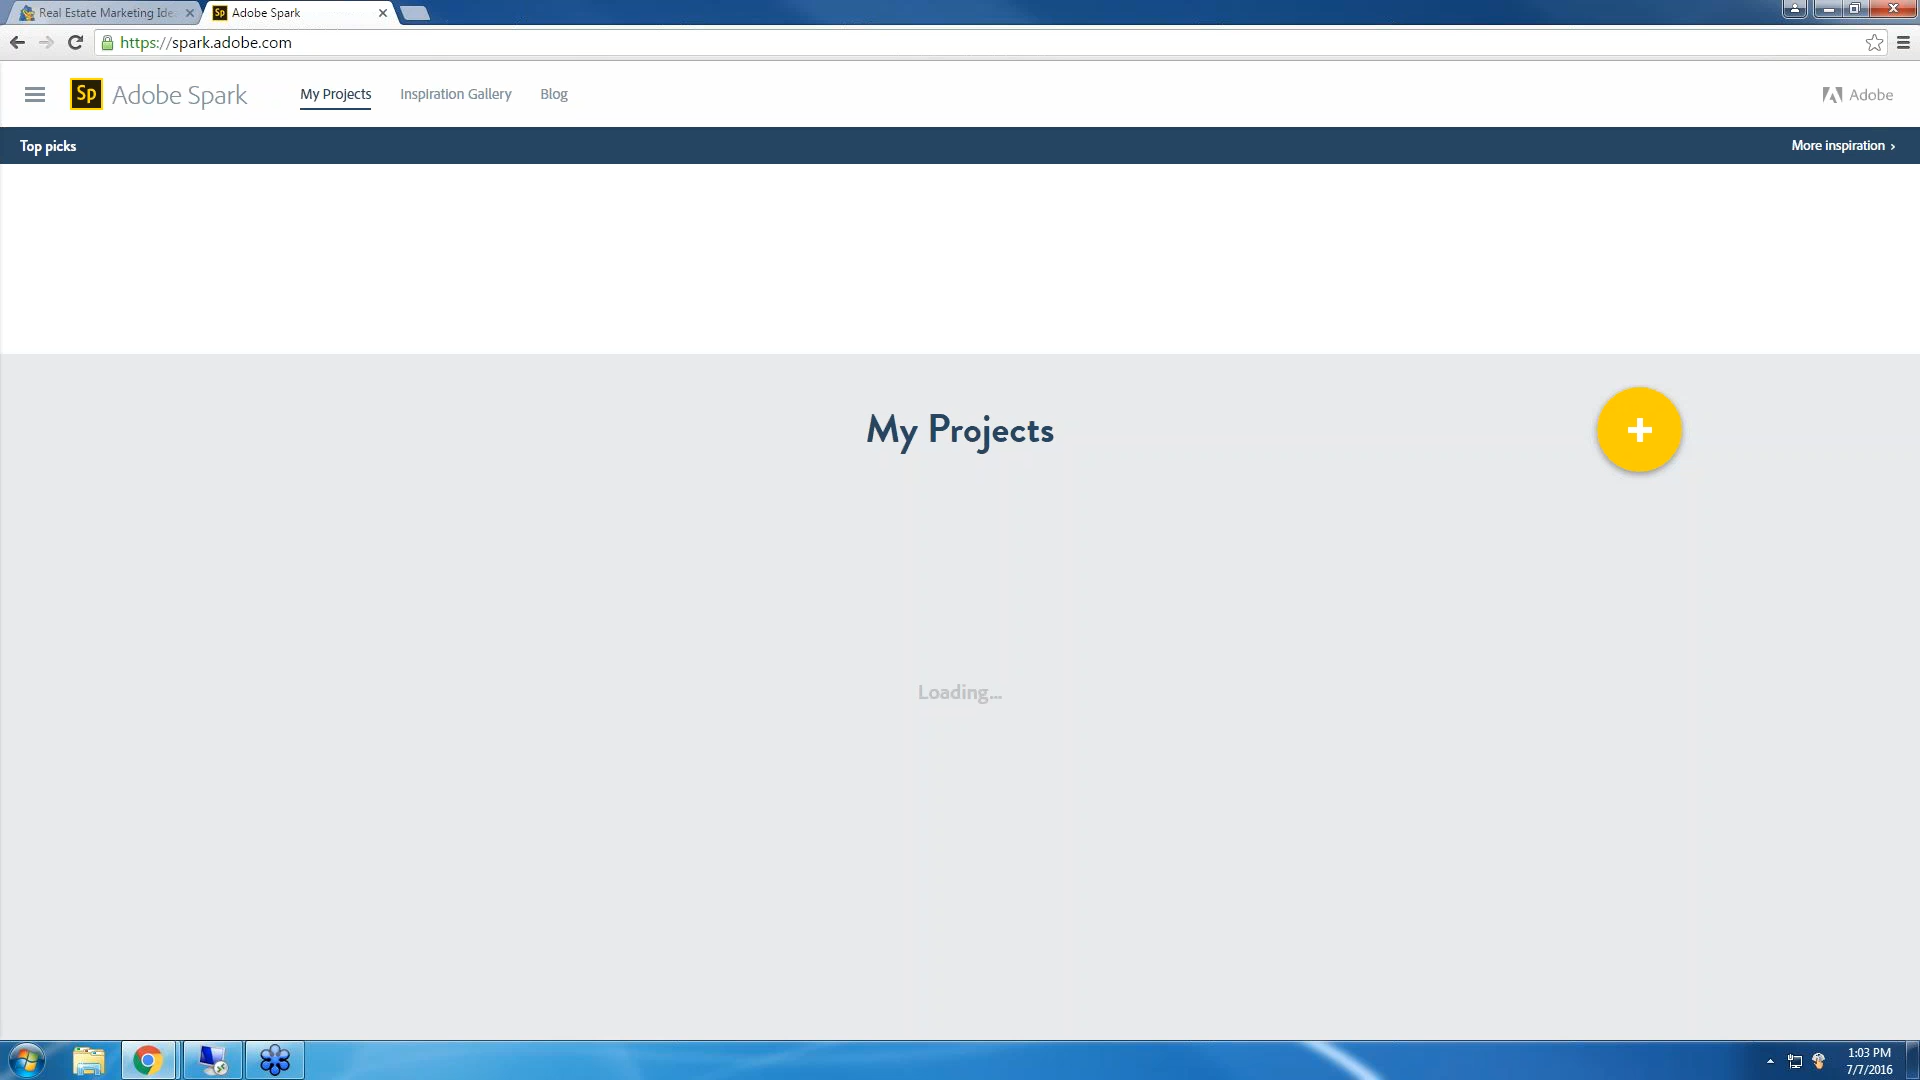 Real Estate Marketing Ide
Adobe Spark
https://spark.adobe.com
Sp Adobe Spark
My Projects
Inspiration Gallery
Blog
Adobe
Top picks
More inspiration ›
My Projects
+
Loading...
1:03 PM
7/7/2016